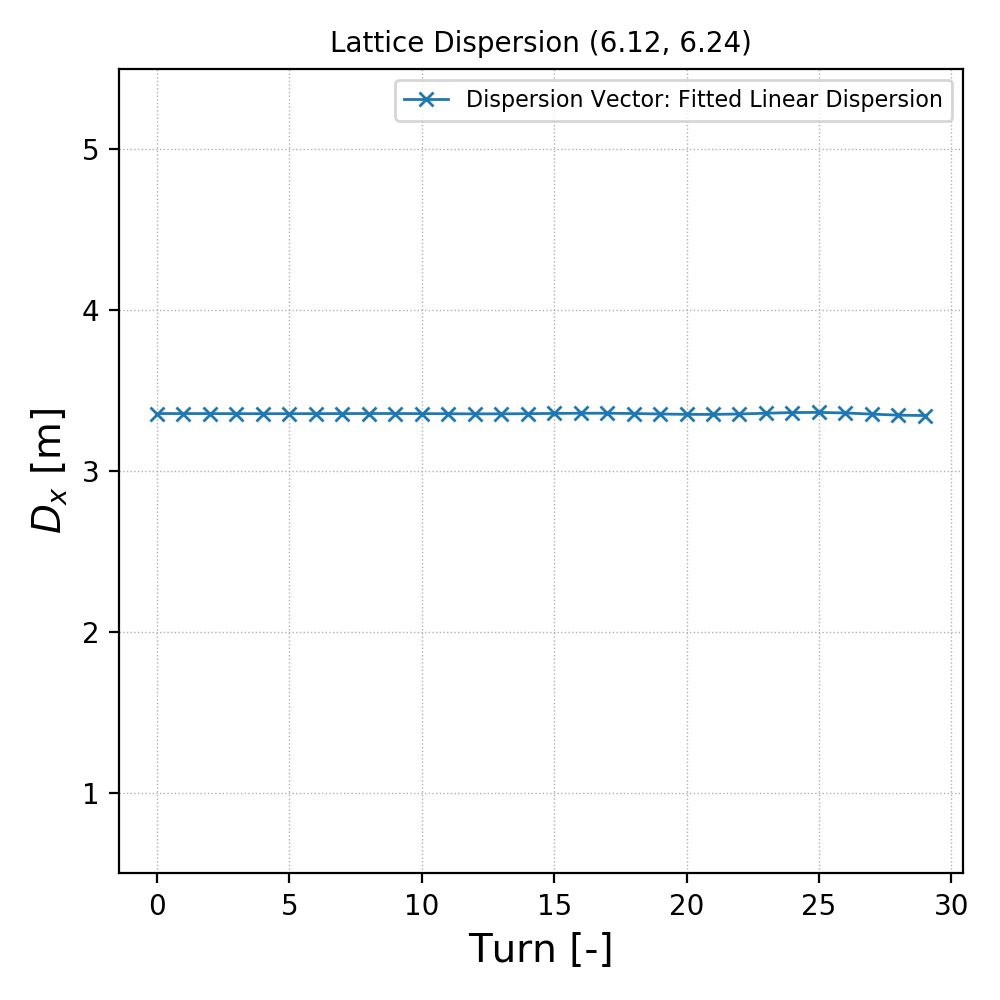 Lattice Dispersion (6.12, 6.24)
Dispersion Vector: Fitted Linear Dispersion
5
4
3
2
1
D_x [m]
0 5 10 15 20 25 30
Turn [-]